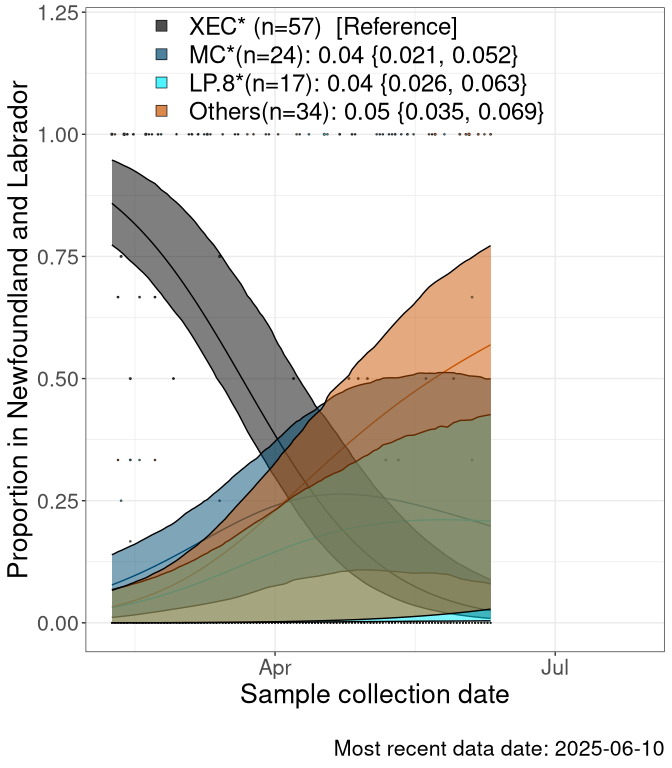 XEC* (n=57)  [Reference]
MC*(n=24): 0.04 {0.021, 0.052}
LP.8*(n=17): 0.04 {0.026, 0.063}
Others(n=34): 0.05 {0.035, 0.069}
Proportion in Newfoundland and Labrador
1.25
1.00
0.75
0.50
0.25
0.00
Apr
Jul
Sample collection date
Most recent data date: 2025-06-10